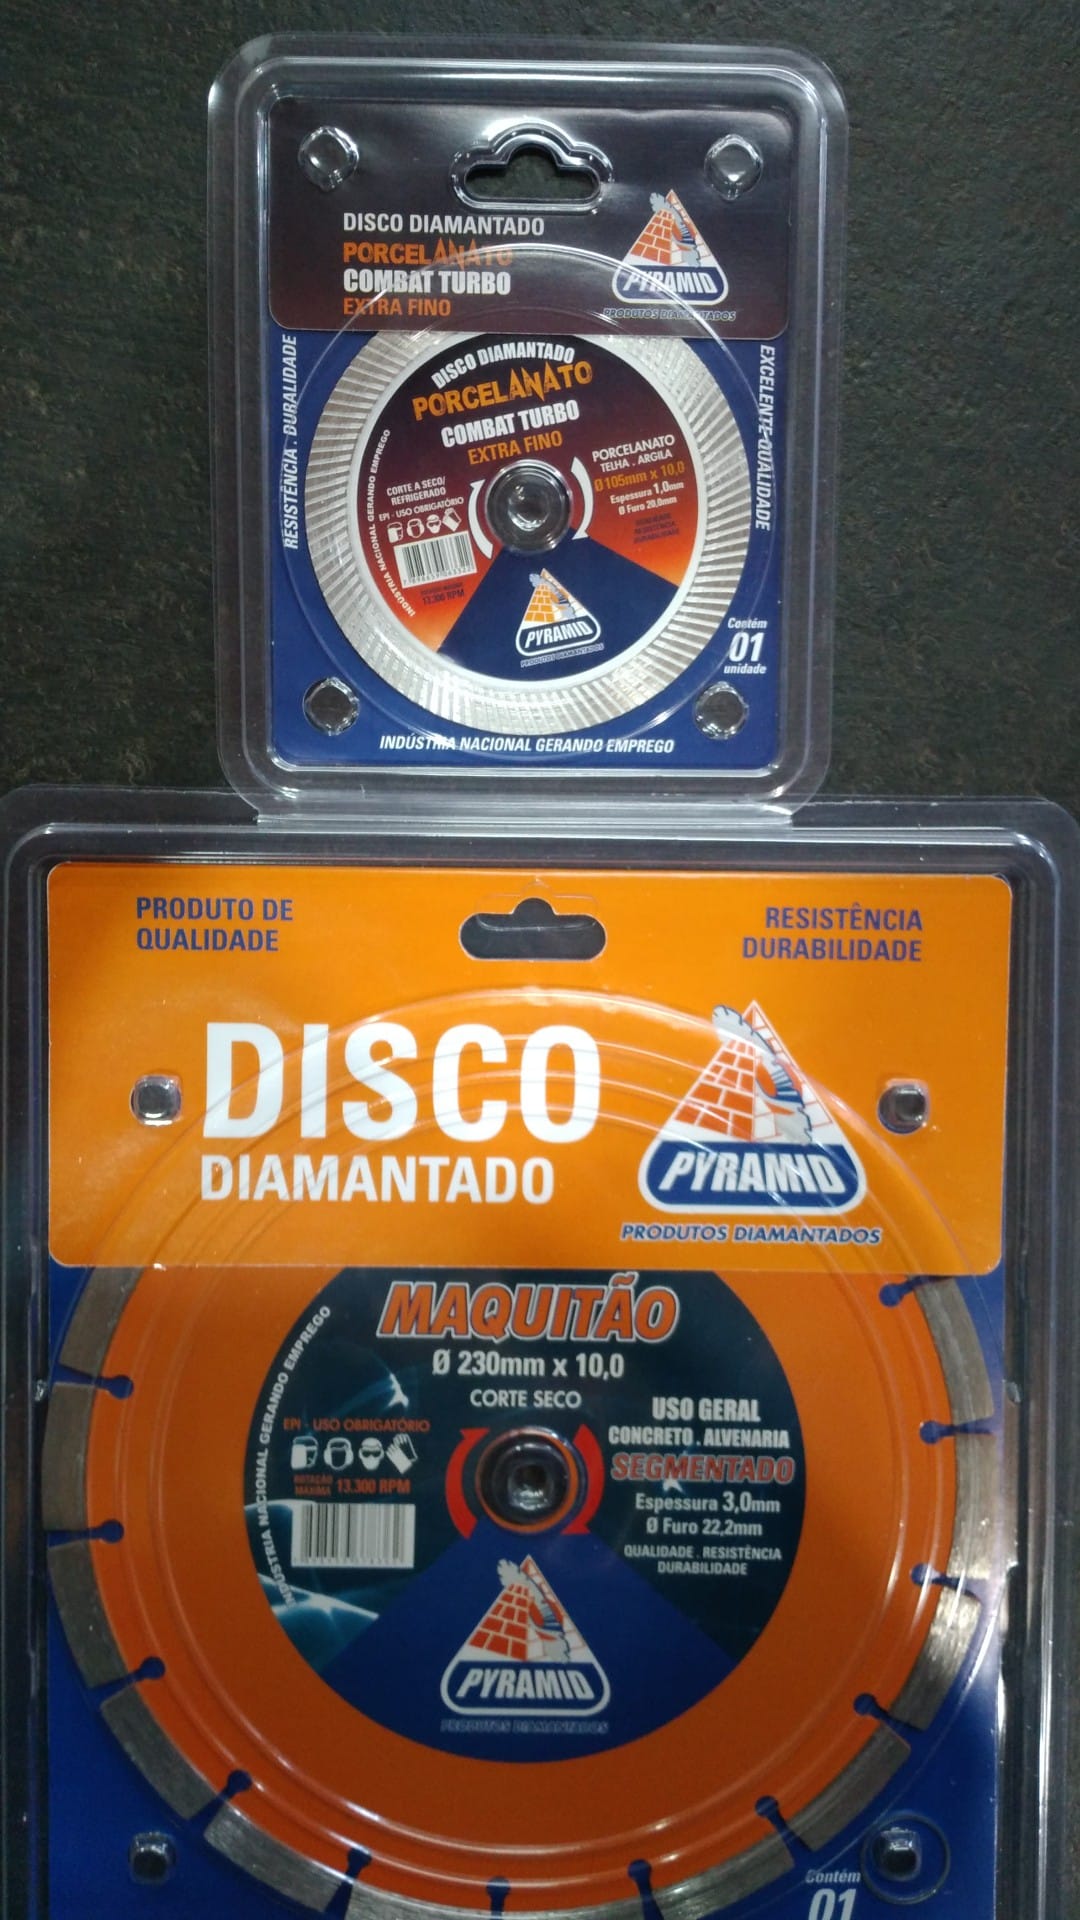 DISCO DIAMANTADO
PORCELANATO
COMBAT TURBO
EXTRA FINO
PYRAMID
PRODUTOS DIAMANTADOS
RESISTÊNCIA . DURALIDADE
EXCELENTE QUALIDADE
DISCO DIAMANTADO
PORCELANATO
COMBAT TURBO
EXTRA FINO
CORTE A SECO/
REFRIGERADO
EPI - USO OBRIGATÓRIO
INDÚSTRIA NACIONAL GERANDO EMPREGO
PORCELANATO
TELHA . ARGILA
Ø105mm x 10,0
Espessura 1,0mm
Ø Furo 20,0mm
QUALIDADE
RESISTÊNCIA
DURABILIDADE
13.300 RPM
PYRAMID
PRODUTOS DIAMANTADOS
Contém
01
unidade
INDÚSTRIA NACIONAL GERANDO EMPREGO
PRODUTO DE
QUALIDADE
RESISTÊNCIA
DURABILIDADE
DISCO
DIAMANTADO
PYRAMID
PRODUTOS DIAMANTADOS
MAQUITÃO
Ø 230mm x 10,0
CORTE SECO
INDÚSTRIA NACIONAL GERANDO EMPREGO
EPI - USO OBRIGATÓRIO
ROTAÇÃO
MÁXIMA 13.300 RPM
USO GERAL
CONCRETO . ALVENARIA
SEGMENTADO
Espessura 3,0mm
Ø Furo 22,2mm
QUALIDADE . RESISTÊNCIA
DURABILIDADE
PYRAMID
PRODUTOS DIAMANTADOS
Contém
01